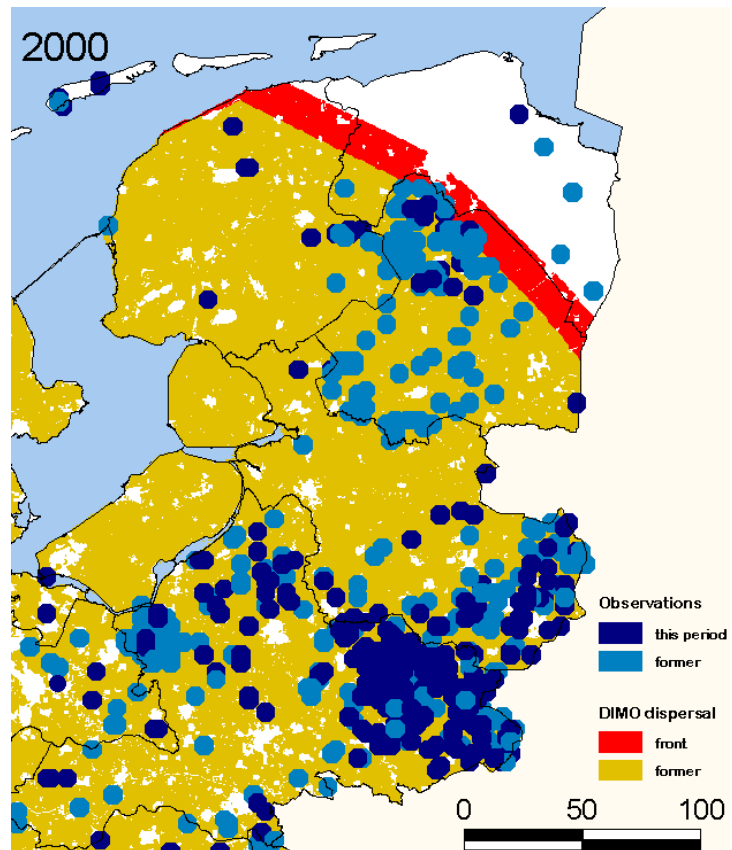 2000
Observations
this period
former
DIMO dispersal
front
former
0 50 100